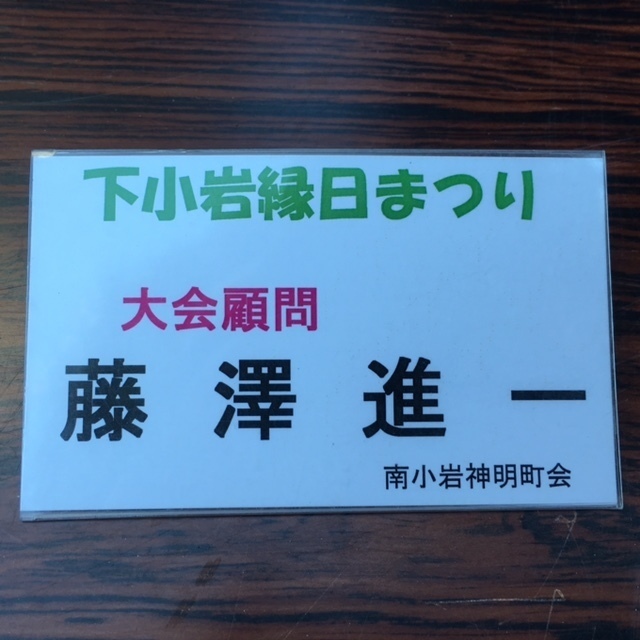 下小岩縁日まつり
大会顧問
藤澤進一
南小岩神明町会